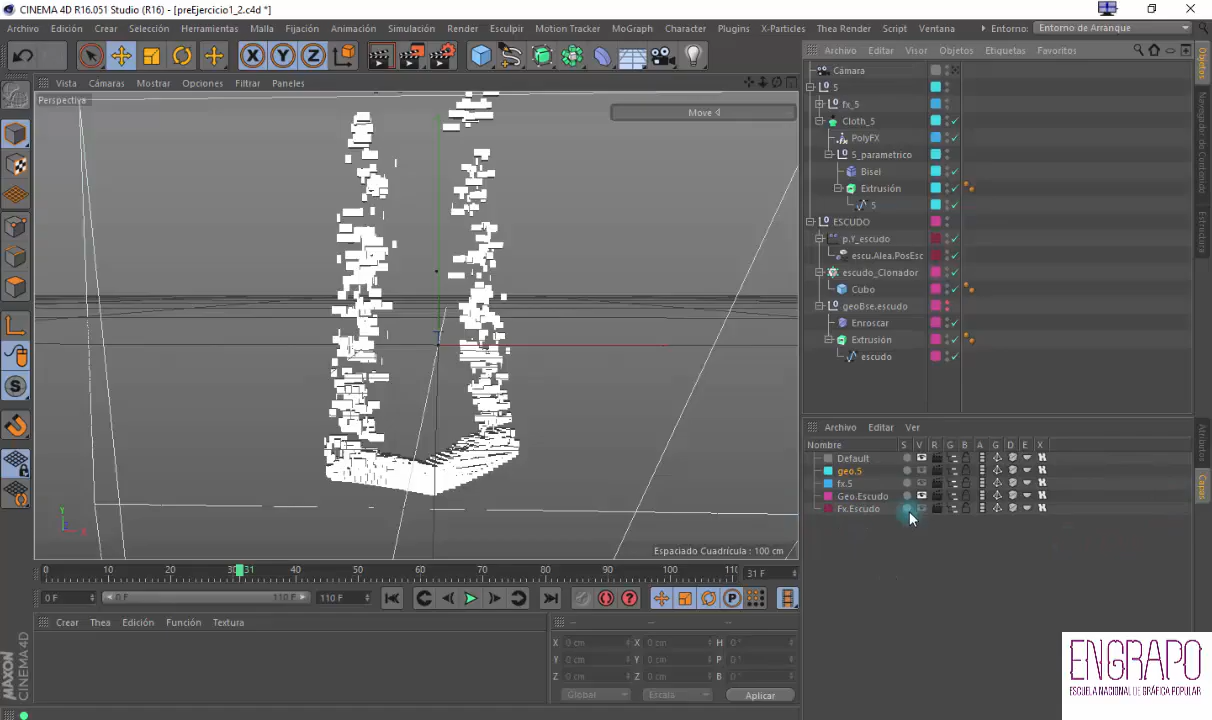 CINEMA 4D R16.051 Studio (R16) - [preEjercicio1_2.c4d *]
Archivo Edición Crear Selección Herramientas Malla Fijación Animación Simulación Render Esculpir Motion Tracker MoGraph Character Plugins X-Particles Thea Render Script Ventana Entorno: Entorno de Arranque
X Y Z
Archivo Editar Visor Objetos Etiquetas Favoritos
Vista Cámaras Mostrar Opciones Filtrar Paneles
Perspectiva
Move
Cámara
5
fx_5
Cloth_5
PolyFX
5_parametrico
Bisel
Extrusión
5
ESCUDO
p.Y_escudo
escu.Alea.PosEsc
escudo_Clonador
Cubo
geoBse.escudo
Enroscar
Extrusión
escudo
Objetos
Navegador de Contenido
Estructura
Atributos
Capas
Archivo Editar Ver
Nombre S V R G B A G D E X
Default
geo.5
fx.5
Geo.Escudo
Fx.Escudo
Y
X
Espaciado Cuadrícula : 100 cm
0 10 20 31 40 50 60 70 80 90 100 110
31 F
0 F 0 F 110 F 110 F
P
Crear Thea Edición Función Textura
-- -- --
X 0 cm X 0 cm H 0 °
Y 0 cm Y 0 cm P 0 °
Z 0 cm Z 0 cm B 0 °
Global Escala Aplicar
MAXON CINEMA 4D
ENGRAPO
ESCUELA NACIONAL DE GRÁFICA POPULAR